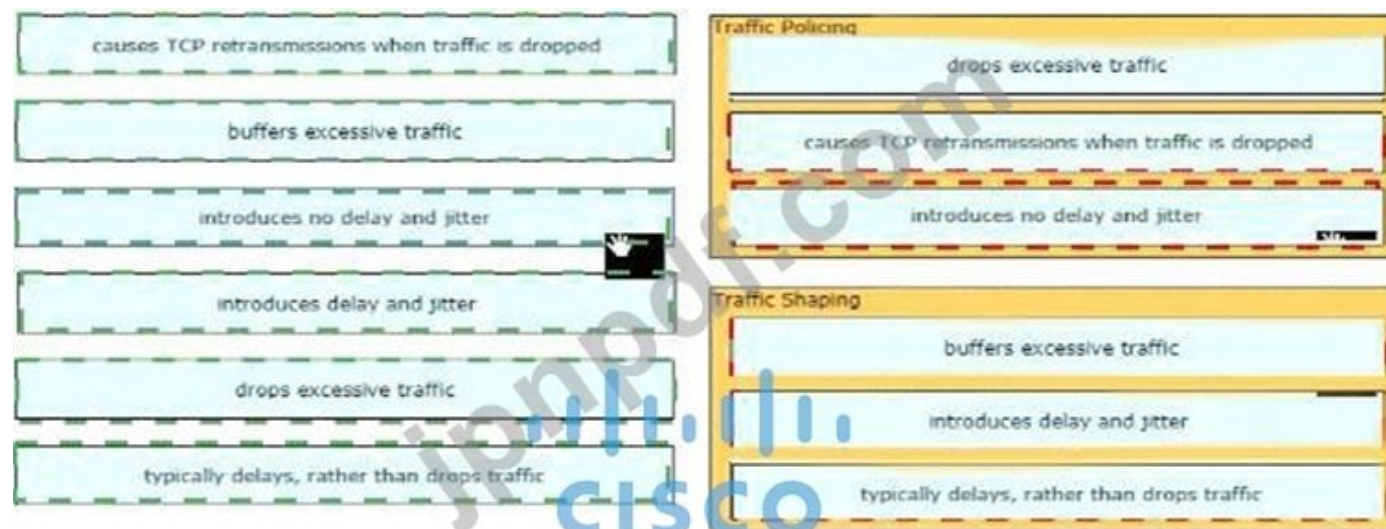 causes TCP retransmissions when traffic is dropped
buffers excessive traffic
introduces no delay and jitter
introduces delay and jitter
drops excessive traffic
typically delays, rather than drops traffic
Traffic Policing
drops excessive traffic
causes TCP retransmissions when traffic is dropped
introduces no delay and jitter
Traffic Shaping
buffers excessive traffic
introduces delay and jitter
typically delays, rather than drops traffic
jpnpdf.com
CISCO